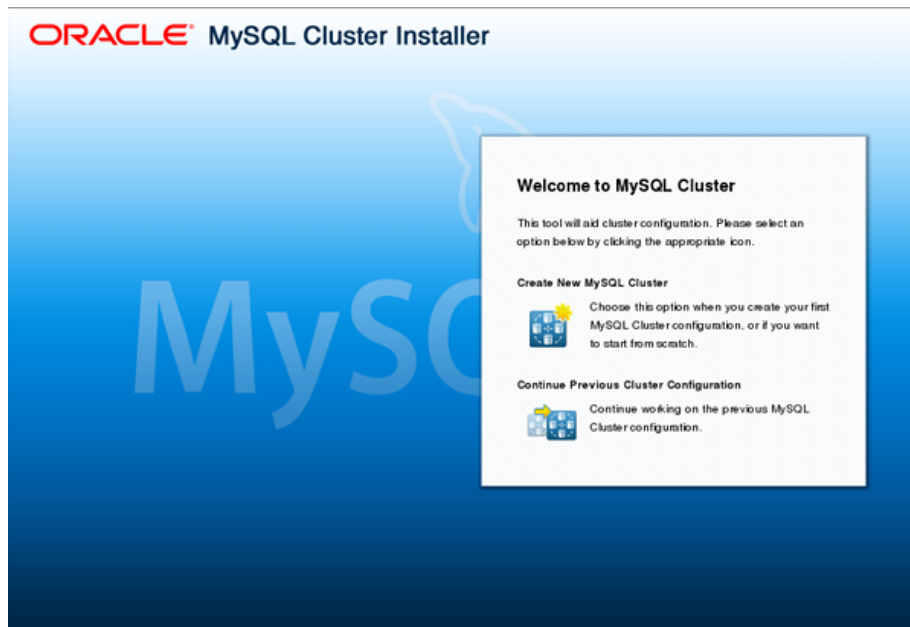 ORACLE® MySQL Cluster Installer
MySQ
Welcome to MySQL Cluster
This tool will aid cluster configuration. Please select an
option below by clicking the appropriate icon.
Create New MySQL Cluster
Choose this option when you create your first
MySQL Cluster configuration, or if you want
to start from scratch.
Continue Previous Cluster Configuration
Continue working on the previous MySQL
Cluster configuration.